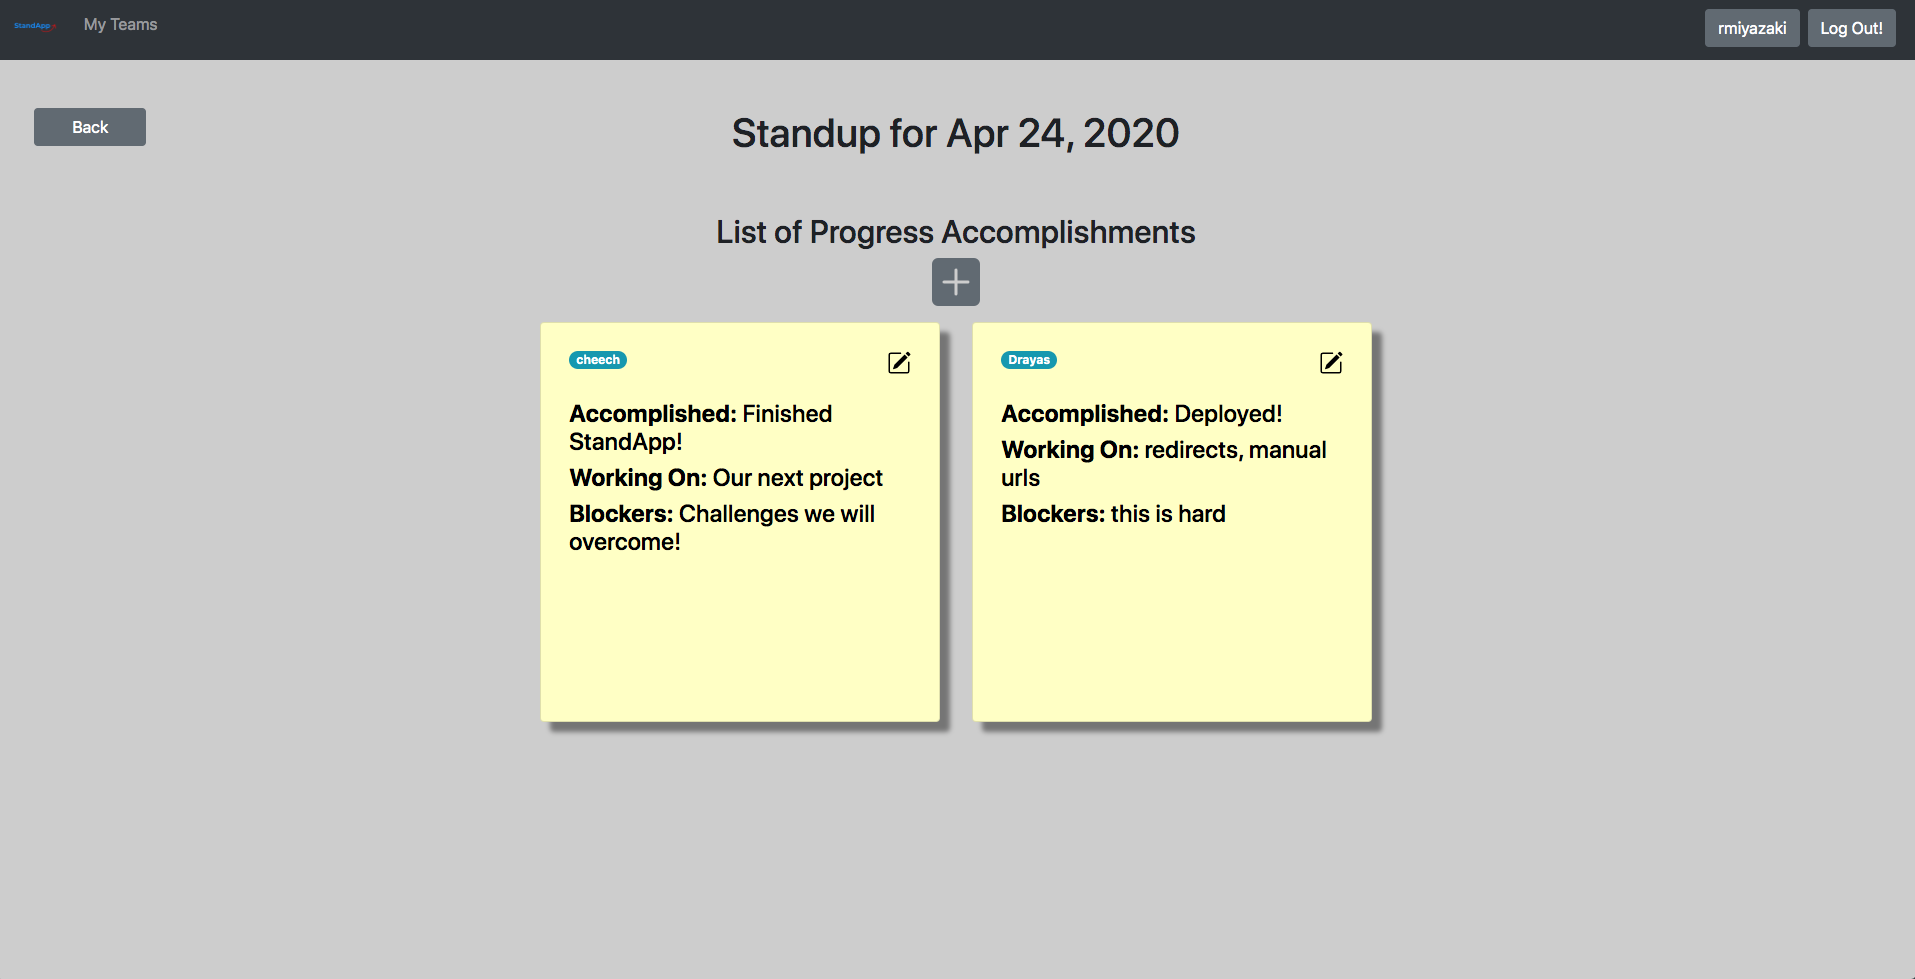 StandApp
My Teams
rmiyazaki
Log Out!
Back
Standup for Apr 24, 2020
List of Progress Accomplishments
cheech
Accomplished: Finished
StandApp!
Working On: Our next project
Blockers: Challenges we will
overcome!
Drayas
Accomplished: Deployed!
Working On: redirects, manual
urls
Blockers: this is hard